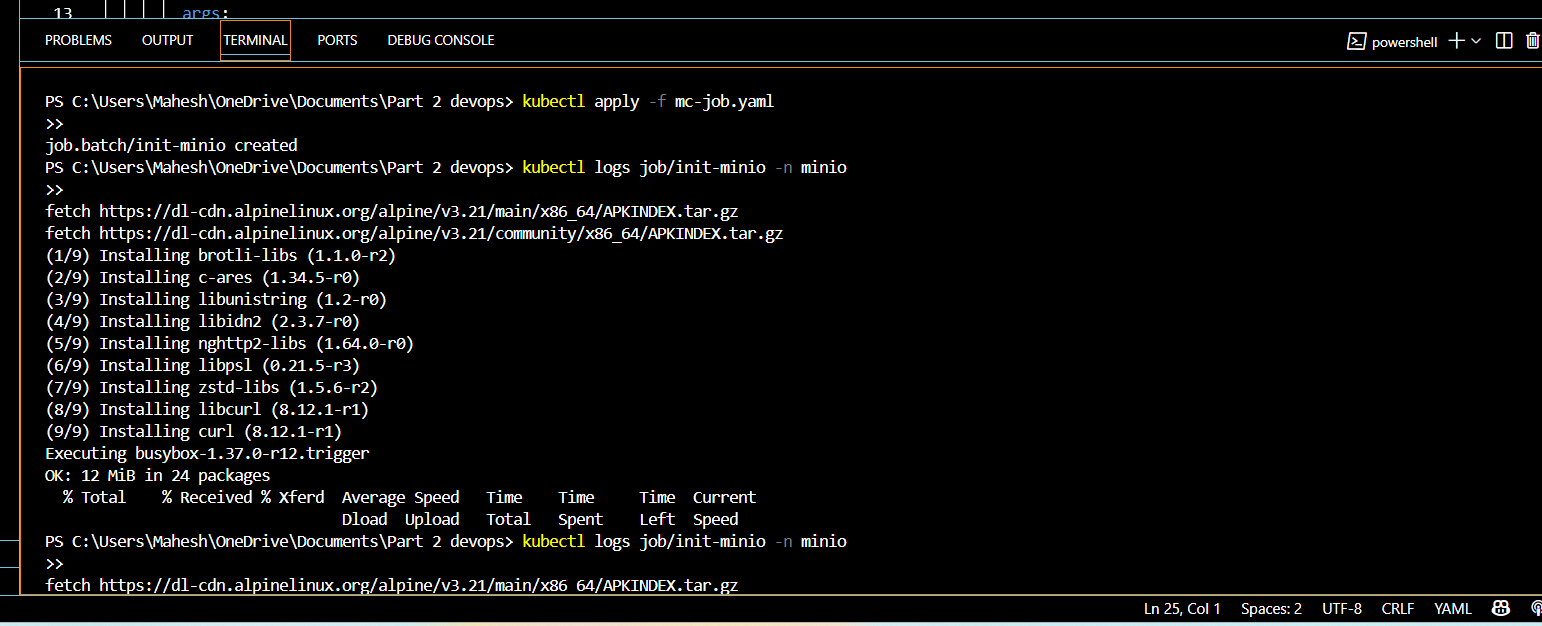 13 args:
PROBLEMS OUTPUT TERMINAL PORTS DEBUG CONSOLE powershell
PS C:\Users\Mahesh\OneDrive\Documents\Part 2 devops> kubectl apply -f mc-job.yaml
>>
job.batch/init-minio created
PS C:\Users\Mahesh\OneDrive\Documents\Part 2 devops> kubectl logs job/init-minio -n minio
>>
fetch https://dl-cdn.alpinelinux.org/alpine/v3.21/main/x86_64/APKINDEX.tar.gz
fetch https://dl-cdn.alpinelinux.org/alpine/v3.21/community/x86_64/APKINDEX.tar.gz
(1/9) Installing brotli-libs (1.1.0-r2)
(2/9) Installing c-ares (1.34.5-r0)
(3/9) Installing libunistring (1.2-r0)
(4/9) Installing libidn2 (2.3.7-r0)
(5/9) Installing nghttp2-libs (1.64.0-r0)
(6/9) Installing libpsl (0.21.5-r3)
(7/9) Installing zstd-libs (1.5.6-r2)
(8/9) Installing libcurl (8.12.1-r1)
(9/9) Installing curl (8.12.1-r1)
Executing busybox-1.37.0-r12.trigger
OK: 12 MiB in 24 packages
  % Total    % Received % Xferd  Average Speed   Time    Time     Time  Current
                                 Dload  Upload   Total   Spent    Left  Speed
PS C:\Users\Mahesh\OneDrive\Documents\Part 2 devops> kubectl logs job/init-minio -n minio
>>
fetch https://dl-cdn.alpinelinux.org/alpine/v3.21/main/x86_64/APKINDEX.tar.gz
Ln 25, Col 1 Spaces: 2 UTF-8 CRLF YAML